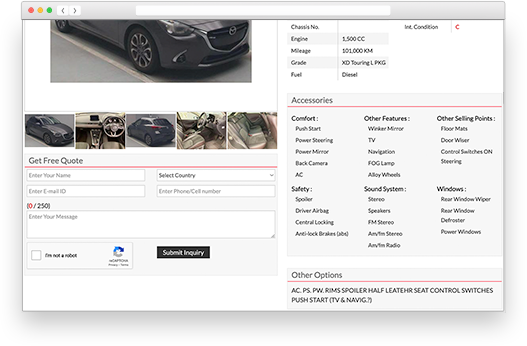 Chassis No. Int. Condition C
Engine 1,500 CC
Mileage 101,000 KM
Grade XD Touring L PKG
Fuel Diesel
Accessories
Comfort :
Push Start
Power Steering
Power Mirror
Back Camera
AC
Other Features :
Winker Mirror
TV
Navigation
FOG Lamp
Alloy Wheels
Other Selling Points :
Floor Mats
Door Wiser
Control Switches ON
Steering
Safety :
Spoiler
Driver Airbag
Central Locking
Anti-lock Brakes (abs)
Sound System :
Stereo
Speakers
FM Stereo
Am/fm Stereo
Am/fm Radio
Windows :
Rear Window Wiper
Rear Window
Defroster
Power Windows
Other Options
AC. PS. PW. RIMS SPOILER HALF LEATEHR SEAT CONTROL SWITCHES
PUSH START (TV & NAVIG.?)
Get Free Quote
Enter Your Name Select Country
Enter E-mail ID Enter Phone/Cell number
(0 / 250)
Enter Your Message
I'm not a robot
reCAPTCHA
Privacy - Terms
Submit Inquiry